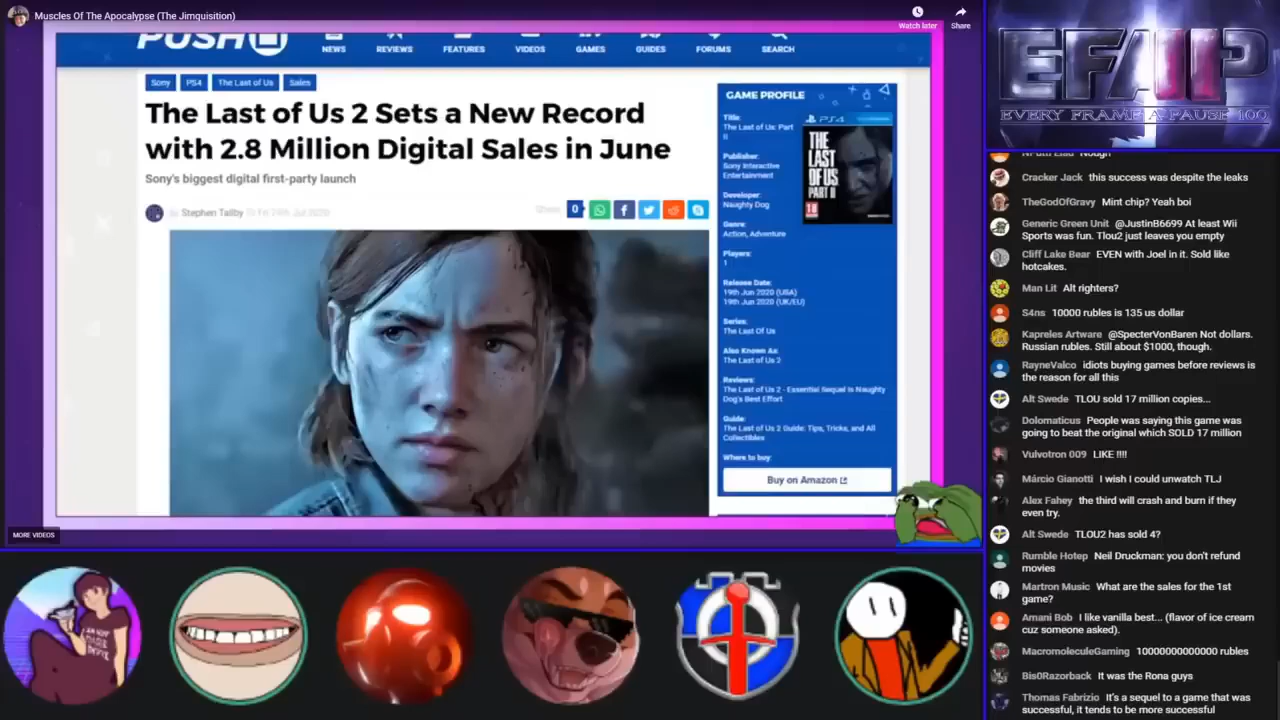 Muscles Of The Apocalypse (The Jimquisition)
Watch later
Share
PUSH
NEWS
REVIEWS
FEATURES
VIDEOS
GAMES
GUIDES
FORUMS
SEARCH
Sony
PS4
The Last of Us
Sales
The Last of Us 2 Sets a New Record
with 2.8 Million Digital Sales in June
Sony's biggest digital first-party launch
by Stephen Tailby
Share:
0
GAME PROFILE
Title:
The Last of Us: Part
II
Publisher:
Sony Interactive
Entertainment
Developer:
Naughty Dog
Genre:
Action, Adventure
Players:
1
Release Date:
19th Jun 2020 (USA)
19th Jun 2020 (UK/EU)
Series:
The Last Of Us
Also Known As:
The Last of Us 2
Reviews:
The Last of Us 2 - Essential Sequel Is Naughty
Dog's Best Effort
Guide:
The Last of Us 2 Guide: Tips, Tricks, and All
Collectibles
Where to buy:
Buy on Amazon
PS4
THE
LAST
OF US
PART II
18
MORE VIDEOS
EFAP
EVERY FRAME A PAUSE 100
Cracker Jack this success was despite the leaks
TheGodOfGravy Mint chip? Yeah boi
Generic Green Unit @JustinB6699 At least Wii
Sports was fun. Tlou2 just leaves you empty
Cliff Lake Bear EVEN with Joel in it. Sold like
hotcakes.
Man Lit Alt righters?
S4ns 10000 rubles is 135 us dollar
Kapreles Artware @SpecterVonBaren Not dollars.
Russian rubles. Still about $1000, though.
RayneValco idiots buying games before reviews is
the reason for all this
Alt Swede TLOU sold 17 million copies...
Dolomaticus People was saying this game was
going to beat the original which SOLD 17 million
Vulvotron 009 LIKE !!!!
Márcio Gianotti I wish I could unwatch TLJ
Alex Fahey the third will crash and burn if they
even try.
Alt Swede TLOU2 has sold 4?
Rumble Hotep Neil Druckman: you don't refund
movies
Martron Music What are the sales for the 1st
game?
Amani Bob I like vanilla best... (flavor of ice cream
cuz someone asked).
MacromoleculeGaming 10000000000000 rubles
Bis0Razorback It was the Rona guys
Thomas Fabrizio It's a sequel to a game that was
successful, it tends to be more successful